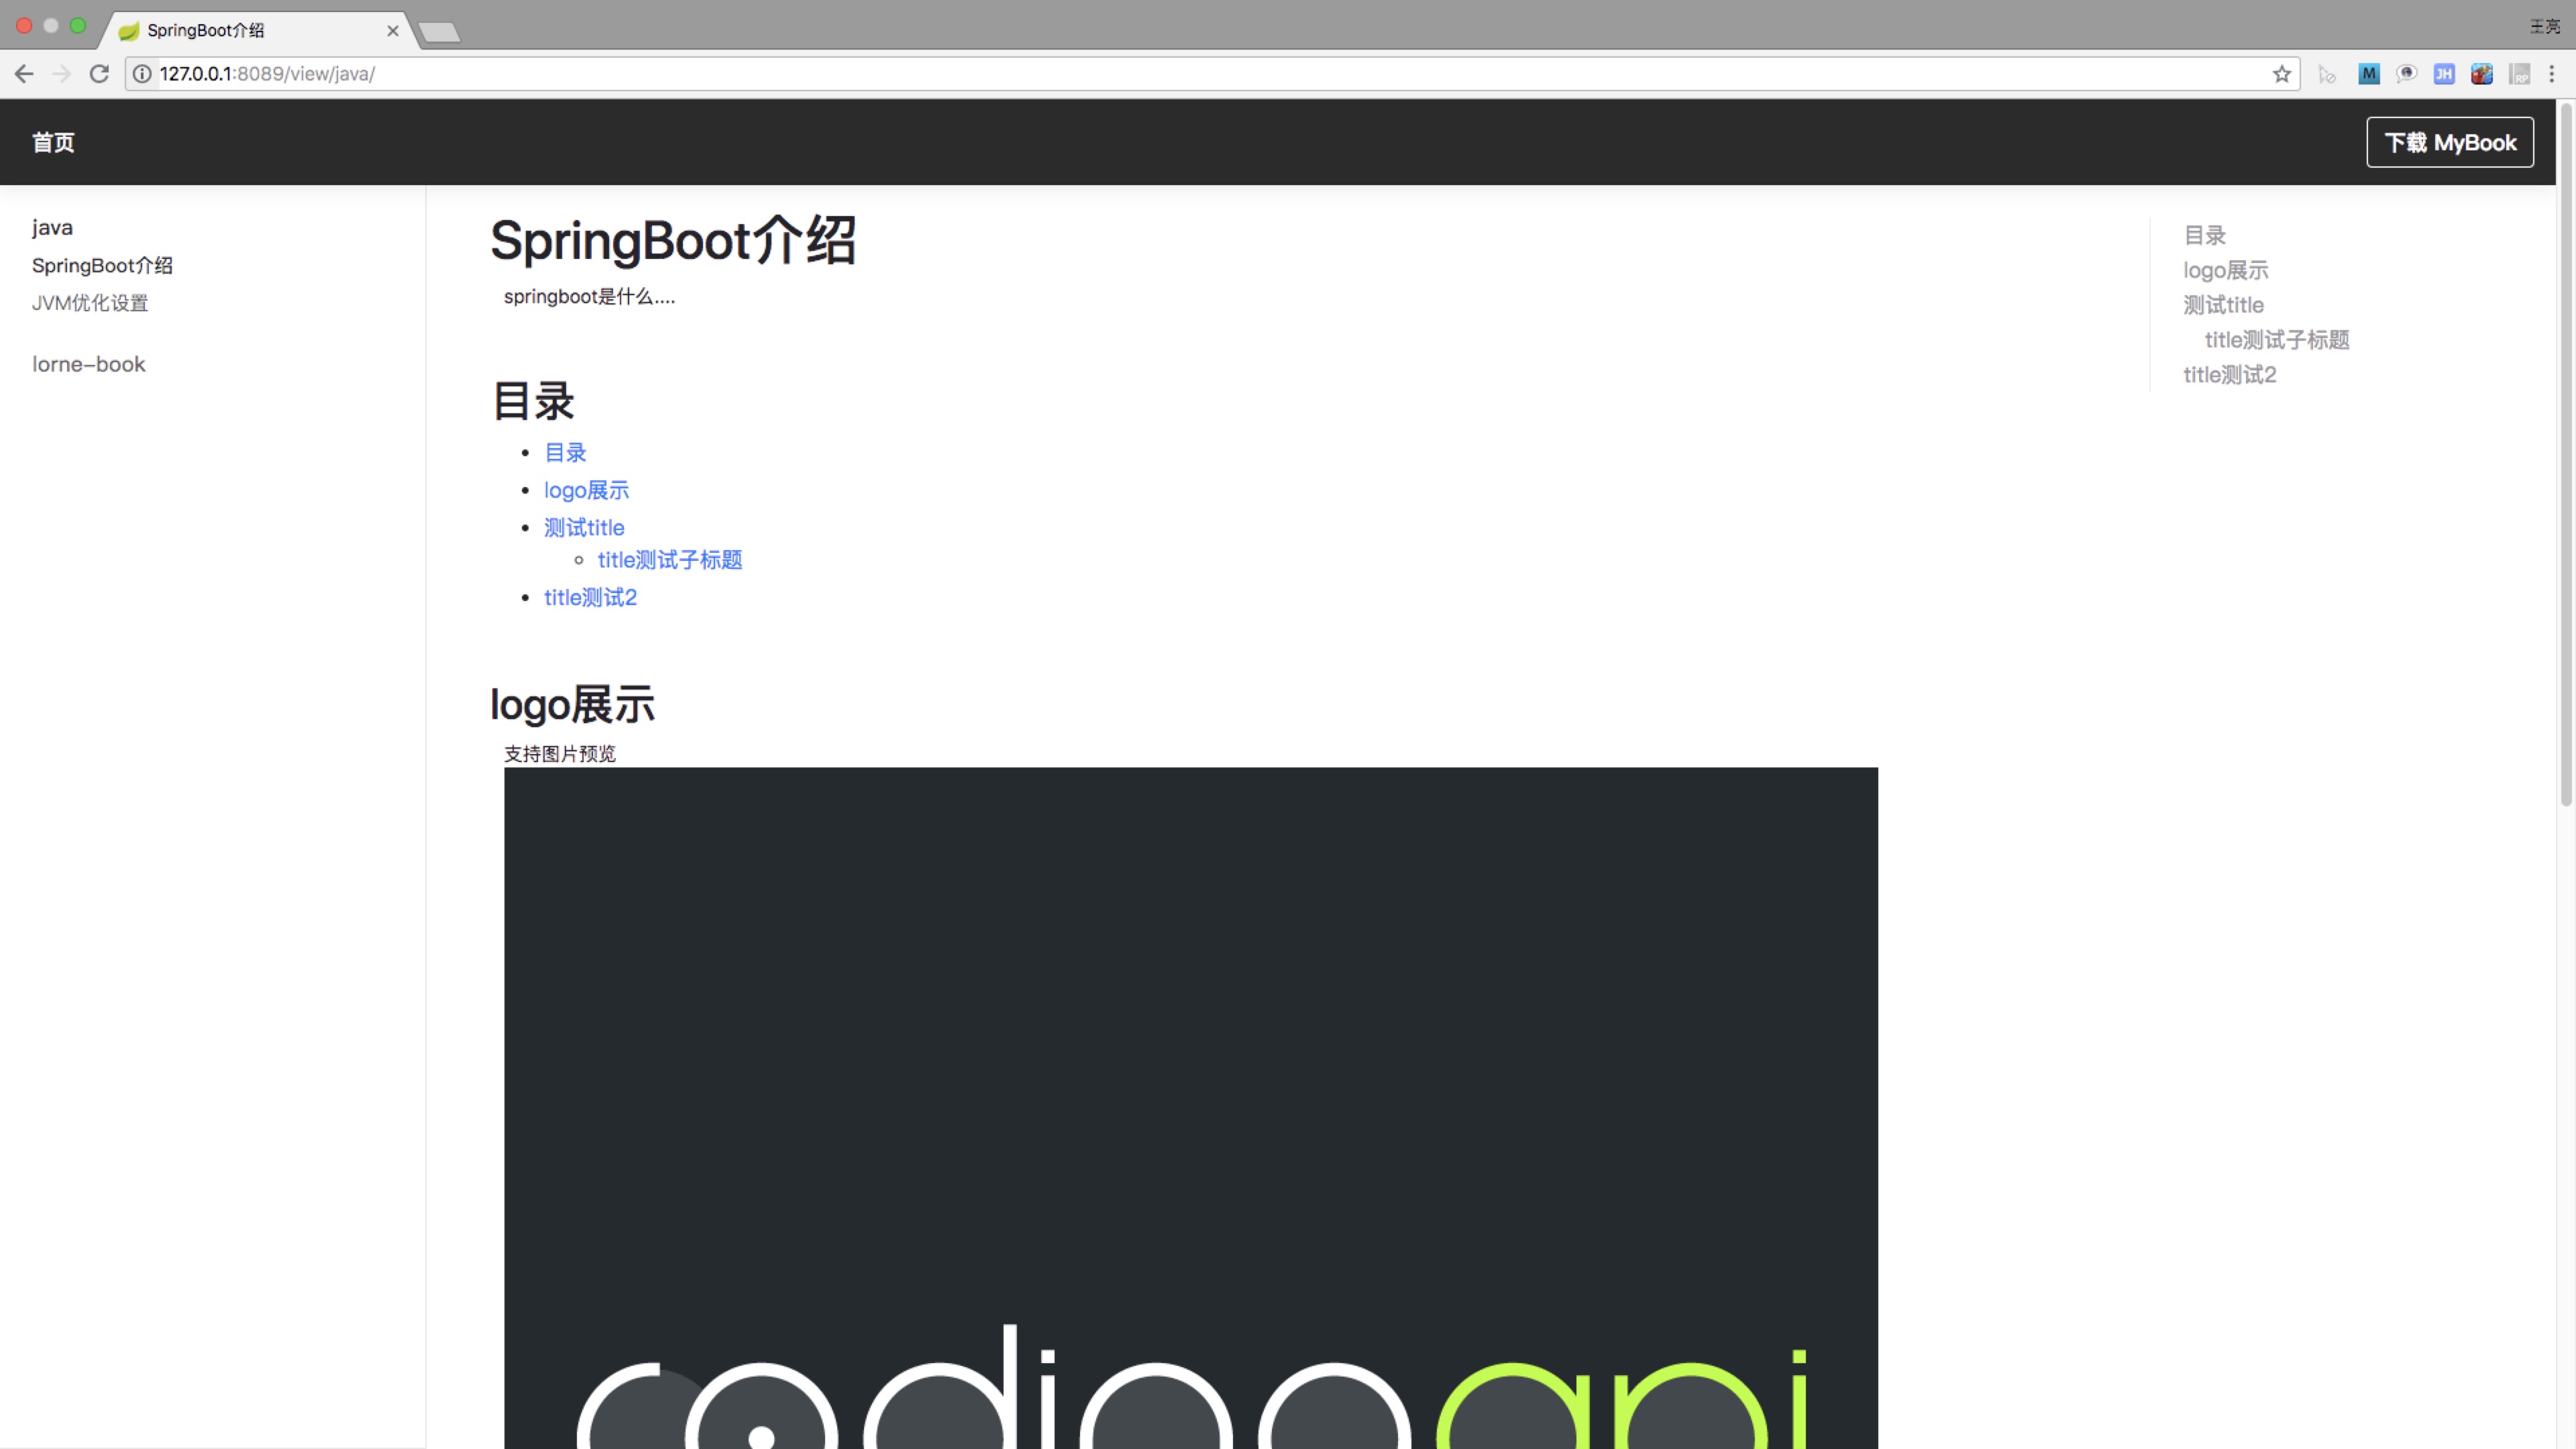 SpringBoot介绍
王亮
127.0.0.1:8089/view/java/
M
JH
RP
首页
下载 MyBook
java
SpringBoot介绍
JVM优化设置
lorne-book
SpringBoot介绍
springboot是什么....
目录
目录
logo展示
测试title
title测试子标题
title测试2
logo展示
支持图片预览
目录
logo展示
测试title
title测试子标题
title测试2